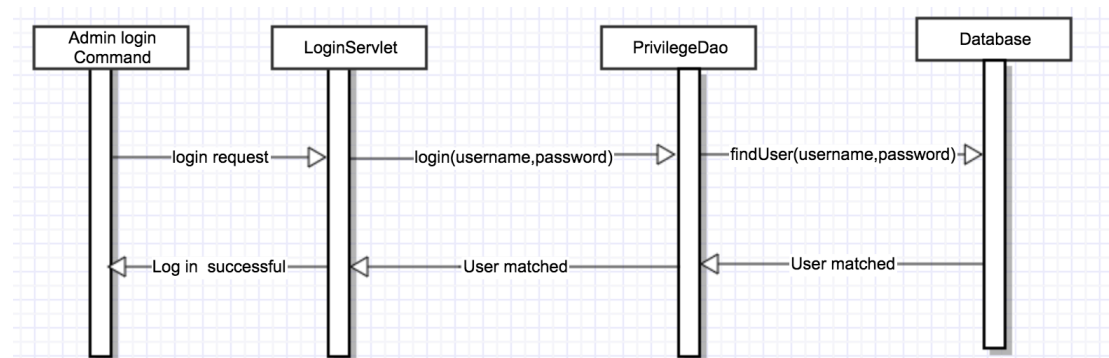 Admin login
Command
LoginServlet
PrivilegeDao
Database
login request
login(username,password)
findUser(username,password)
Log in successful
User matched
User matched